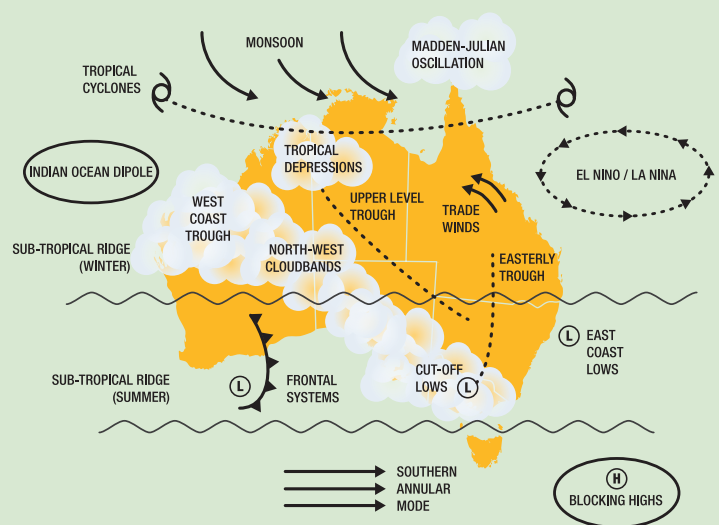 MONSOON
MADDEN-JULIAN
OSCILLATION
TROPICAL
CYCLONES
INDIAN OCEAN DIPOLE
TROPICAL
DEPRESSIONS
EL NINO / LA NINA
WEST
COAST
TROUGH
UPPER LEVEL
TROUGH
TRADE
WINDS
SUB-TROPICAL RIDGE
(WINTER)
NORTH-WEST
CLOUDBANDS
EASTERLY
TROUGH
L
EAST
COAST
LOWS
SUB-TROPICAL RIDGE
(SUMMER)
L
FRONTAL
SYSTEMS
CUT-OFF
LOWS
L
SOUTHERN
ANNULAR
MODE
H
BLOCKING HIGHS